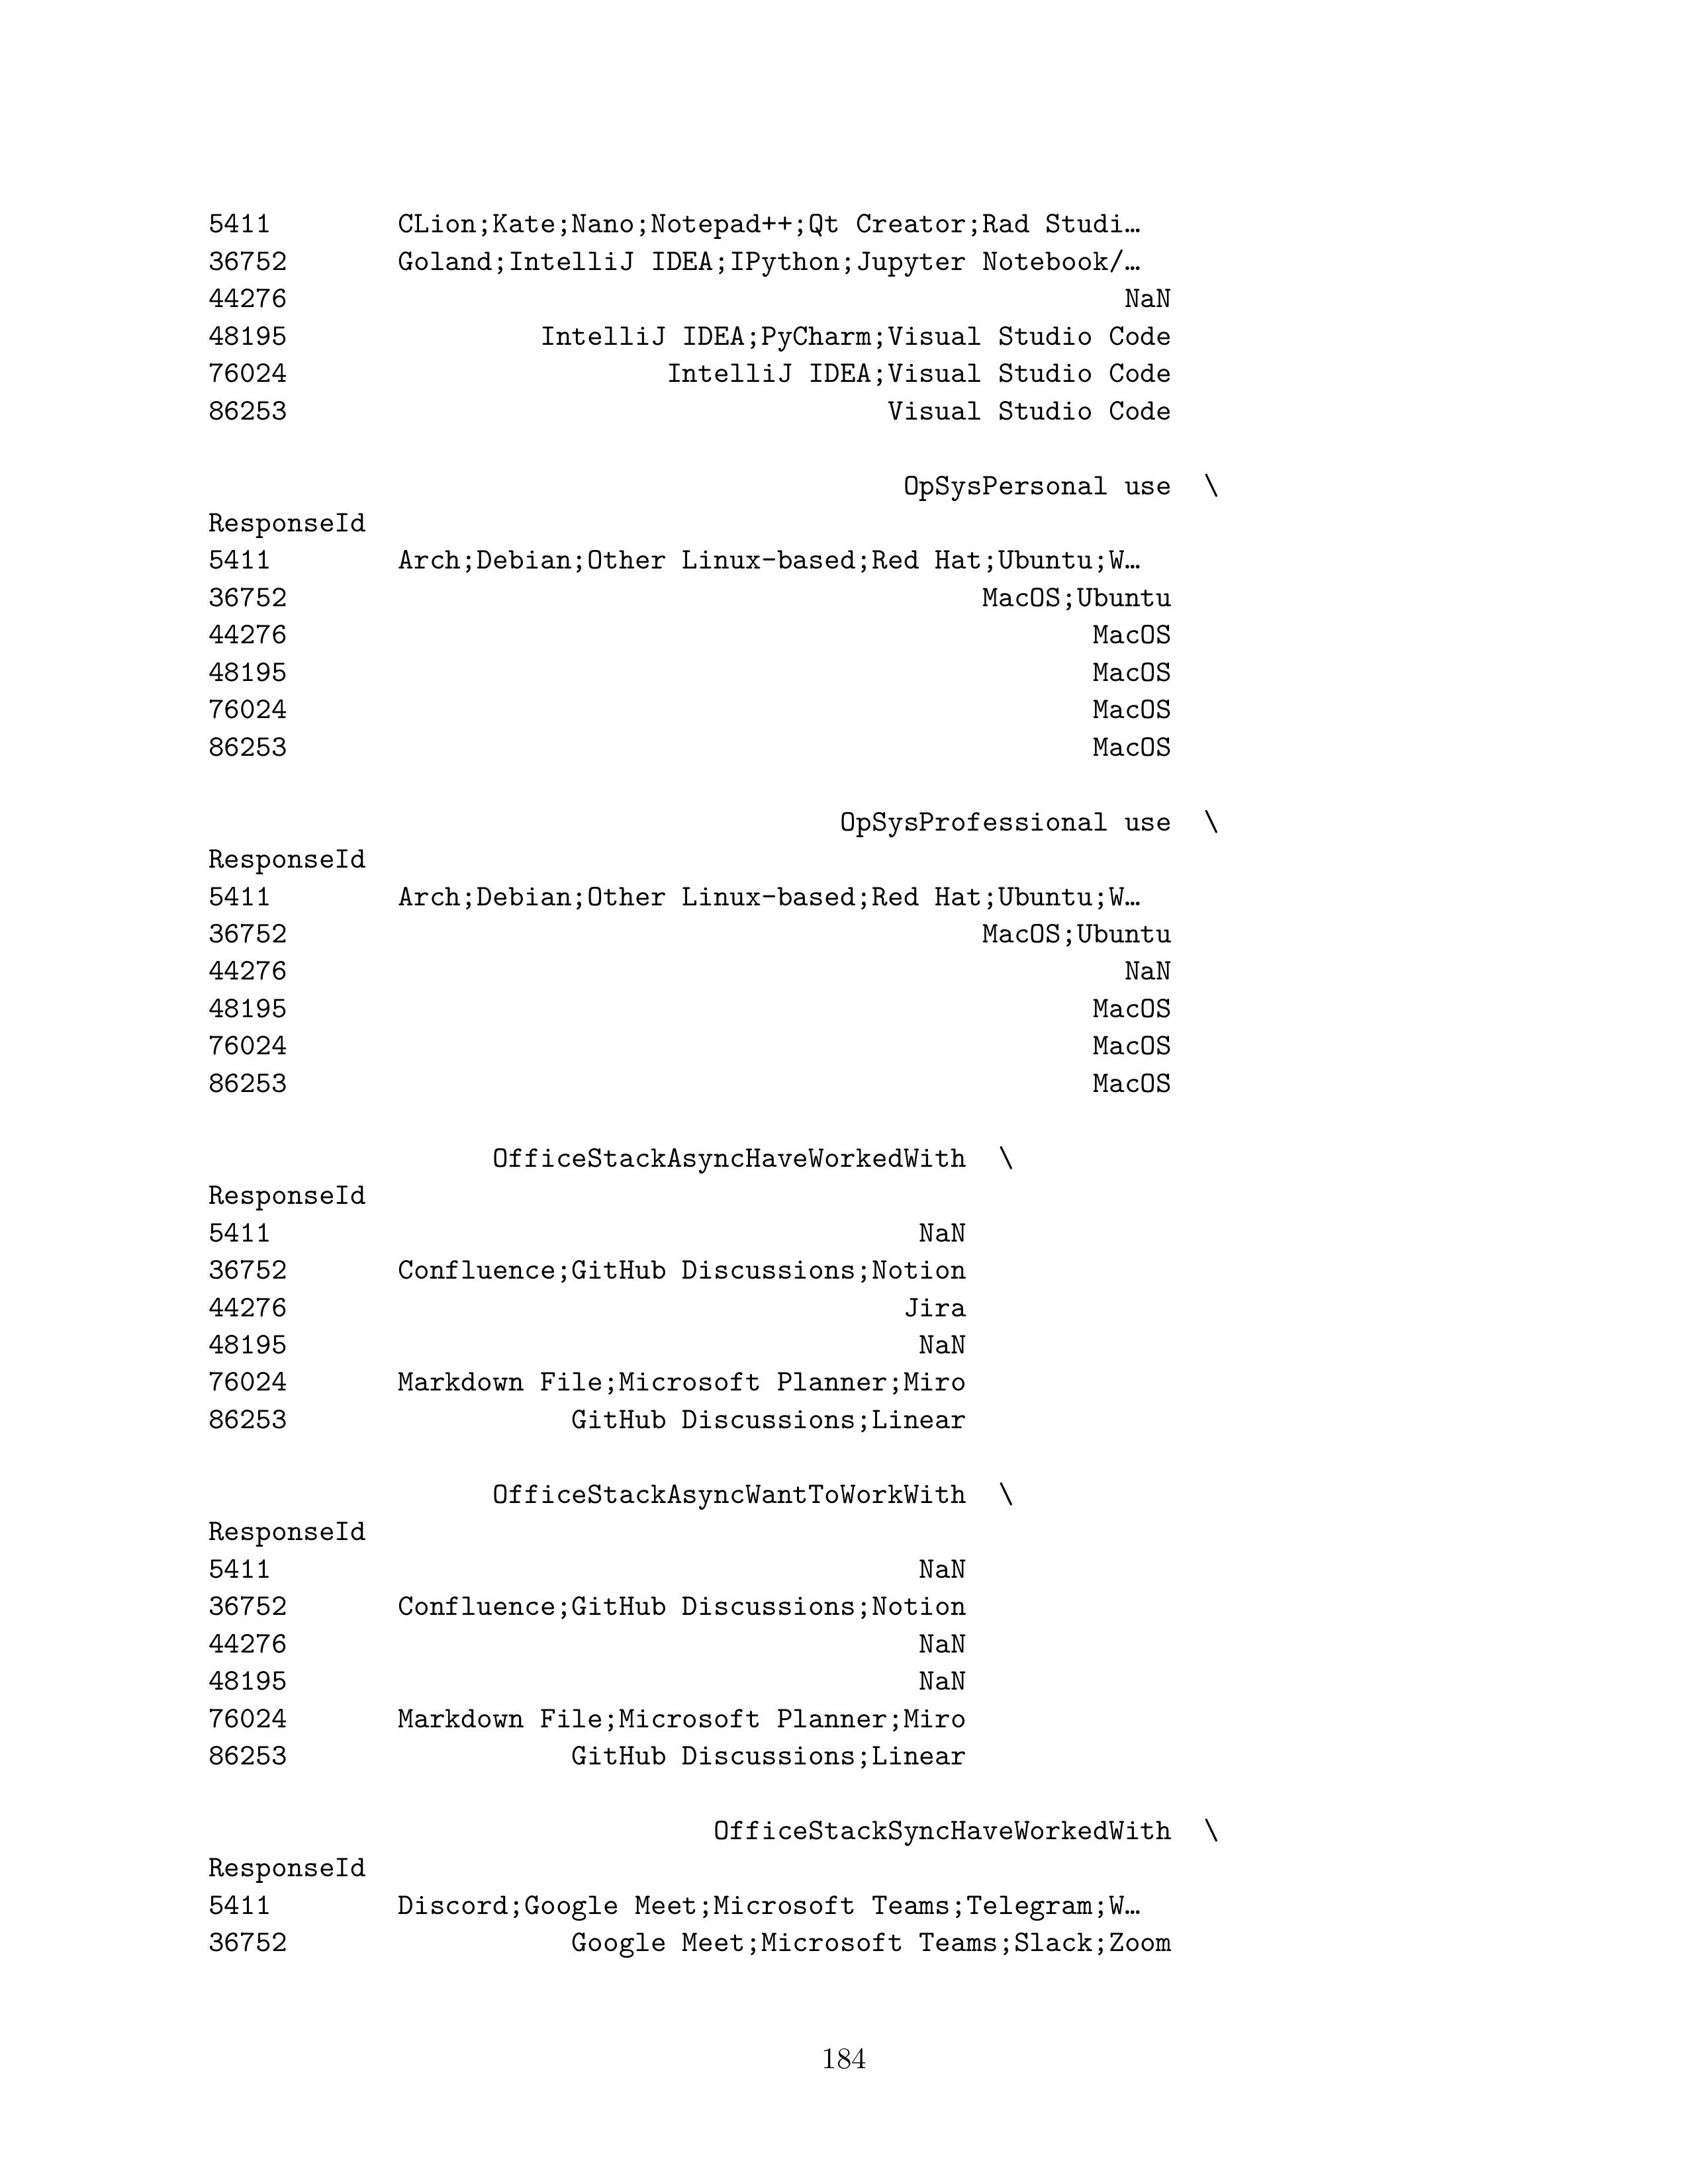 5411 CLion;Kate;Nano;Notepad++;Qt Creator;Rad Studi…
36752 Goland;IntelliJ IDEA;IPython;Jupyter Notebook/…
44276 NaN
48195 IntelliJ IDEA;PyCharm;Visual Studio Code
76024 IntelliJ IDEA;Visual Studio Code
86253 Visual Studio Code
OpSysPersonal use \
ResponseId
5411 Arch;Debian;Other Linux-based;Red Hat;Ubuntu;W…
36752 MacOS;Ubuntu
44276 MacOS
48195 MacOS
76024 MacOS
86253 MacOS
OpSysProfessional use \
ResponseId
5411 Arch;Debian;Other Linux-based;Red Hat;Ubuntu;W…
36752 MacOS;Ubuntu
44276 NaN
48195 MacOS
76024 MacOS
86253 MacOS
OfficeStackAsyncHaveWorkedWith \
ResponseId
5411 NaN
36752 Confluence;GitHub Discussions;Notion
44276 Jira
48195 NaN
76024 Markdown File;Microsoft Planner;Miro
86253 GitHub Discussions;Linear
OfficeStackAsyncWantToWorkWith \
ResponseId
5411 NaN
36752 Confluence;GitHub Discussions;Notion
44276 NaN
48195 NaN
76024 Markdown File;Microsoft Planner;Miro
86253 GitHub Discussions;Linear
OfficeStackSyncHaveWorkedWith \
ResponseId
5411 Discord;Google Meet;Microsoft Teams;Telegram;W…
36752 Google Meet;Microsoft Teams;Slack;Zoom
184